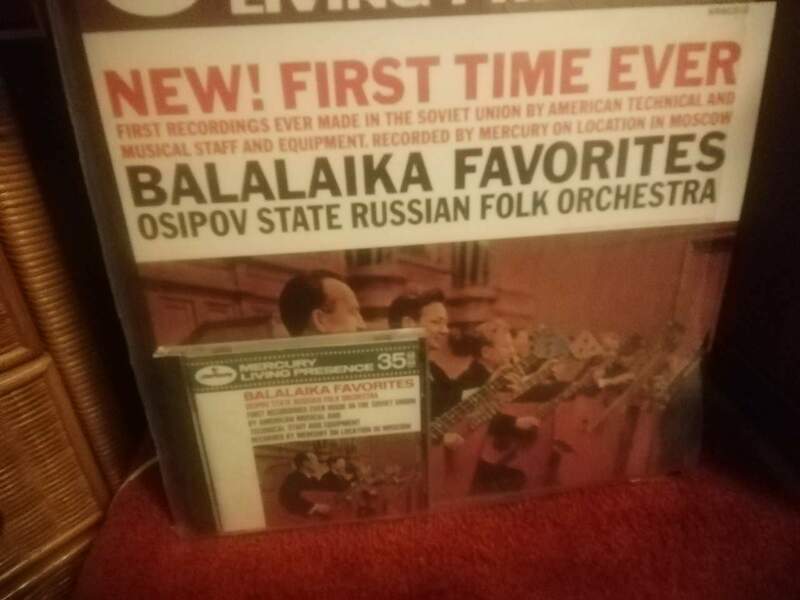 LIVING PRESEN
NEW! FIRST TIME EVER
FIRST RECORDINGS EVER MADE IN THE SOVIET UNION BY AMERICAN TECHNICAL AND
MUSICAL STAFF AND EQUIPMENT. RECORDED BY MERCURY ON LOCATION IN MOSCOW
BALALAIKA FAVORITES
OSIPOV STATE RUSSIAN FOLK ORCHESTRA
MERCURY
LIVING PRESENCE 35
BALALAIKA FAVORITES
OSIPOV STATE RUSSIAN FOLK ORCHESTRA
FIRST RECORDINGS EVER MADE IN THE SOVIET UNION
BY AMERICAN MUSICAL AND
TECHNICAL STAFF AND EQUIPMENT
RECORDED BY MERCURY ON LOCATION IN MOSCOW